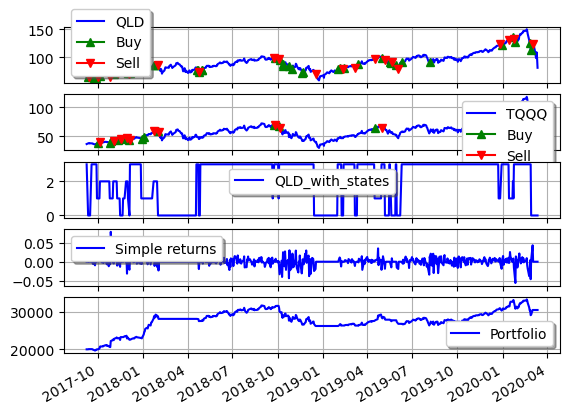 QLD
Buy
Sell
100
50
TQQQ
Buy
Sell
100
50
QLD_with_states
2
0
Simple returns
0.05
0.00
−0.05
Portfolio
30000
20000
2017-10
2018-01
2018-04
2018-07
2018-10
2019-01
2019-04
2019-07
2019-10
2020-01
2020-04